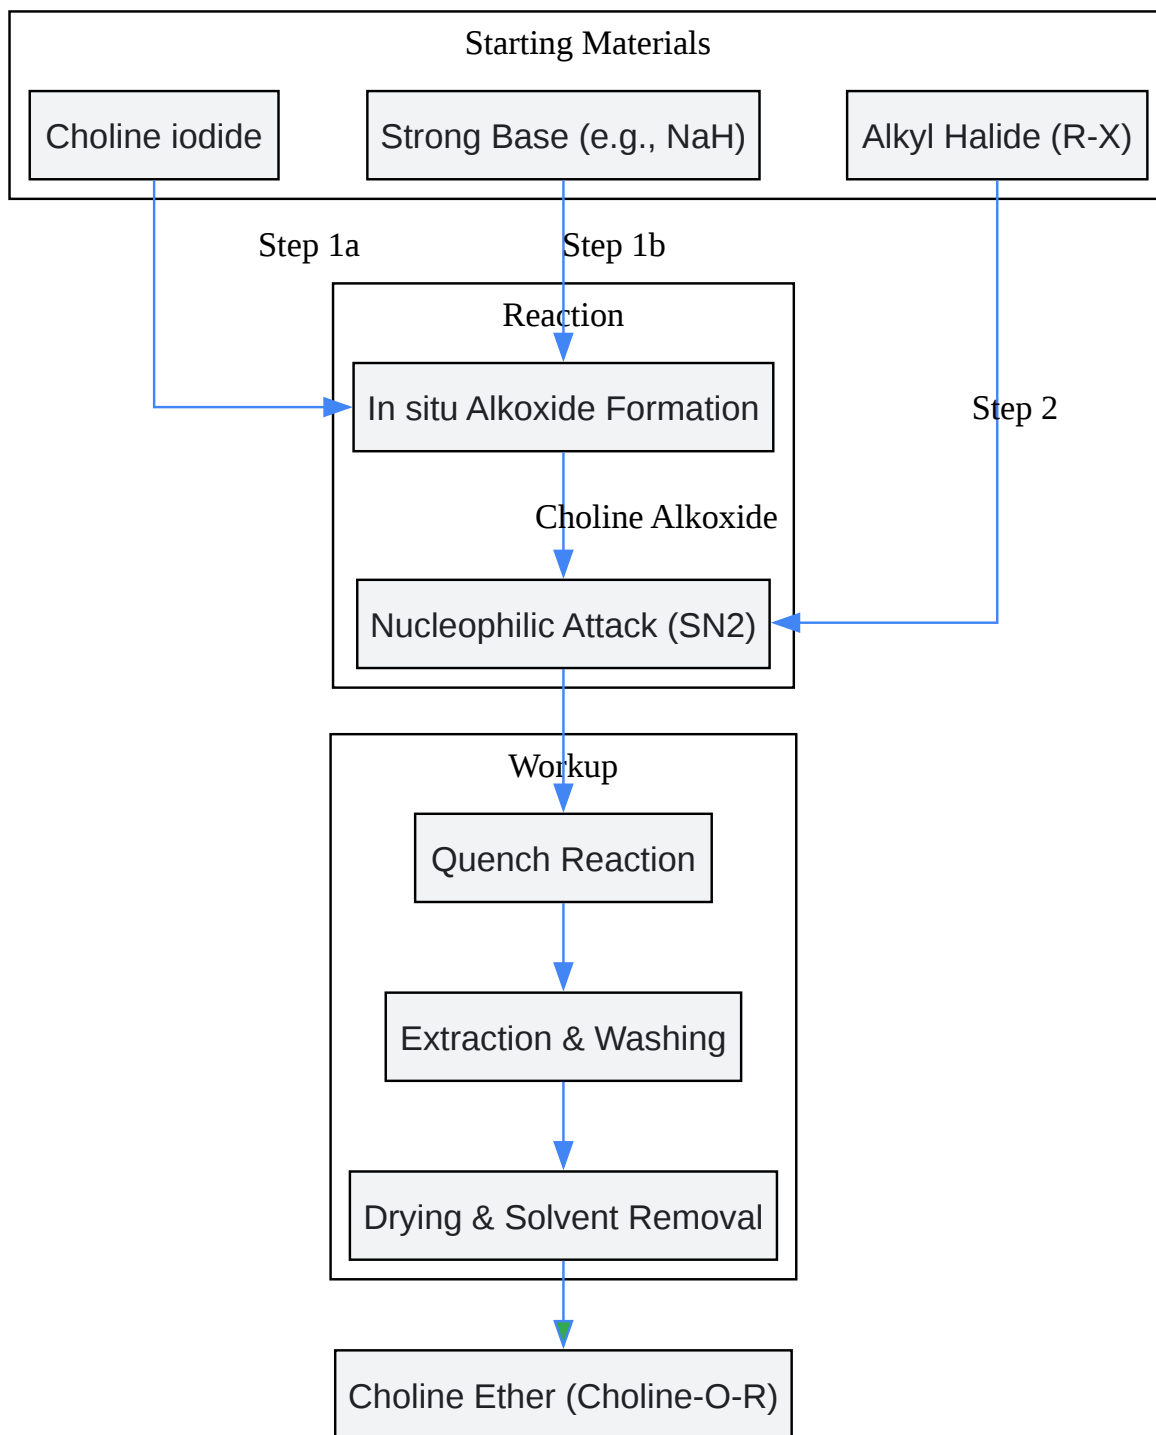 Starting Materials
Choline iodide
Strong Base (e.g., NaH)
Alkyl Halide (R-X)
Step 1a
Step 1b
Reaction
In situ Alkoxide Formation
Step 2
Choline Alkoxide
Nucleophilic Attack (SN2)
Workup
Quench Reaction
Extraction & Washing
Drying & Solvent Removal
Choline Ether (Choline-O-R)